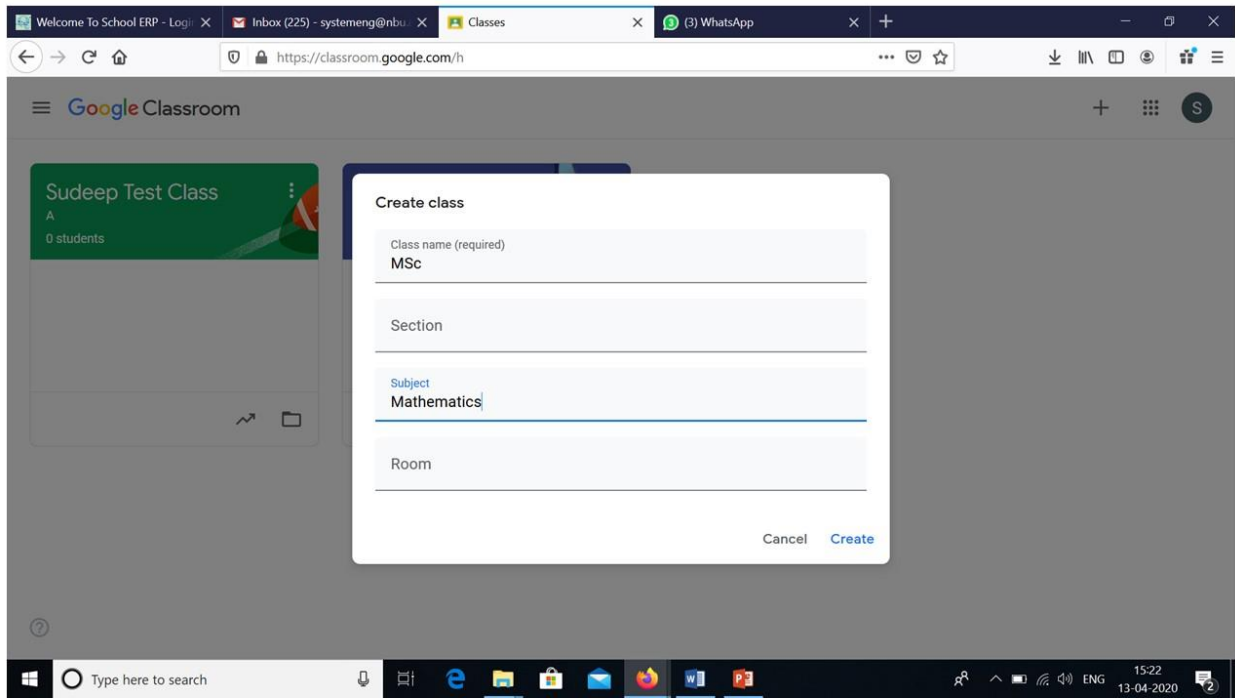 Welcome To School ERP - Logi
Inbox (225) - systemeng@nbu.
Classes
(3) WhatsApp
https://classroom.google.com/h
Google Classroom
S
Sudeep Test Class
A
0 students
Create class
Class name (required)
MSc
Section
Subject
Mathematics
Room
Cancel Create
Type here to search
ENG
15:22
13-04-2020
2